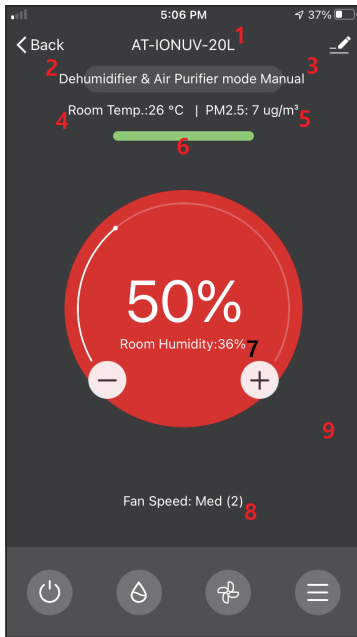 5:06 PM 37%
Back AT-IONUV-20L 1
2 Dehumidifier & Air Purifier mode Manual 3
4 Room Temp.:26 °C | PM2.5: 7 ug/m³ 5
6
50%
Room Humidity:36% 7
− +
9
Fan Speed: Med (2) 8